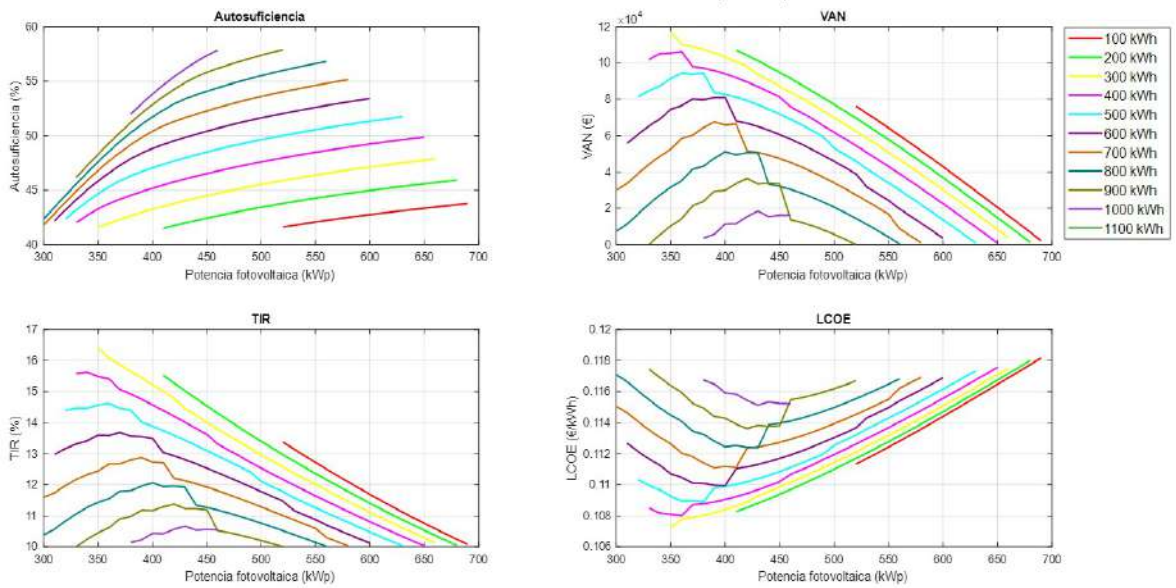 Autosuficiencia
60
55
50
45
40
Autosuficiencia (%)
300 350 400 450 500 550 600 650 700
Potencia fotovoltaica (kWp)
VAN
×10⁴
12
10
8
6
4
2
0
VAN (€)
300 350 400 450 500 550 600 650 700
Potencia fotovoltaica (kWp)
100 kWh
200 kWh
300 kWh
400 kWh
500 kWh
600 kWh
700 kWh
800 kWh
900 kWh
1000 kWh
1100 kWh
TIR
17
16
15
14
13
12
11
10
TIR (%)
300 350 400 450 500 550 600 650 700
Potencia fotovoltaica (kWp)
LCOE
0.12
0.118
0.116
0.114
0.112
0.11
0.108
0.106
LCOE (€/kWh)
300 350 400 450 500 550 600 650 700
Potencia fotovoltaica (kWp)